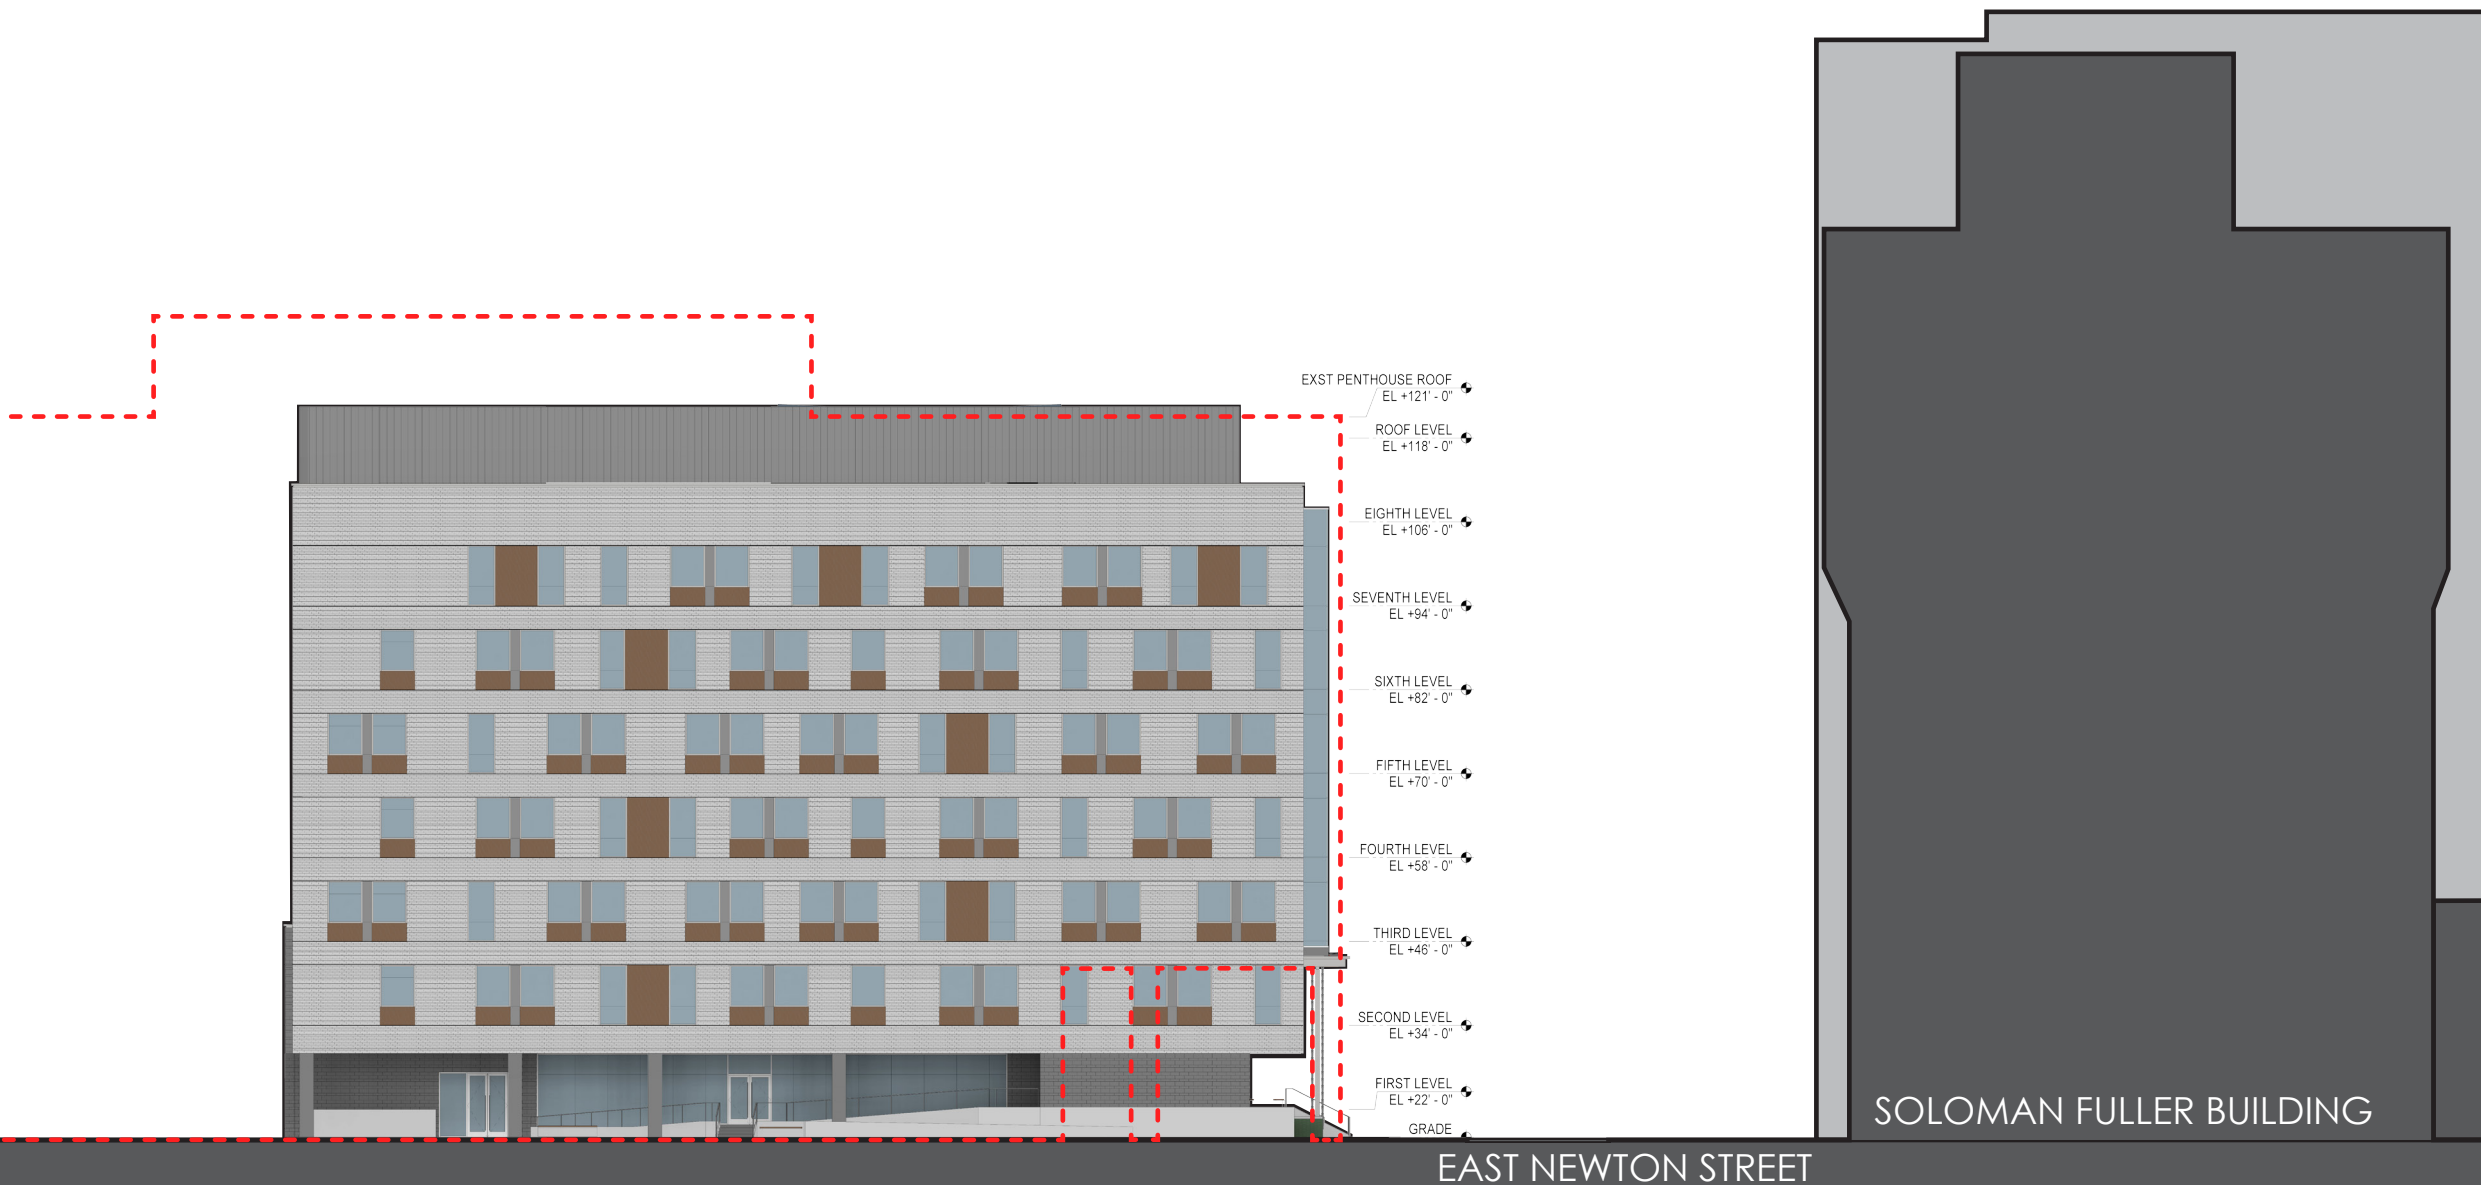 EXST PENTHOUSE ROOF
EL +121' - 0"
ROOF LEVEL
EL +118' - 0"
EIGHTH LEVEL
EL +106' - 0"
SEVENTH LEVEL
EL +94' - 0"
SIXTH LEVEL
EL +82' - 0"
FIFTH LEVEL
EL +70' - 0"
FOURTH LEVEL
EL +58' - 0"
THIRD LEVEL
EL +46' - 0"
SECOND LEVEL
EL +34' - 0"
FIRST LEVEL
EL +22' - 0"
GRADE
SOLOMAN FULLER BUILDING
EAST NEWTON STREET